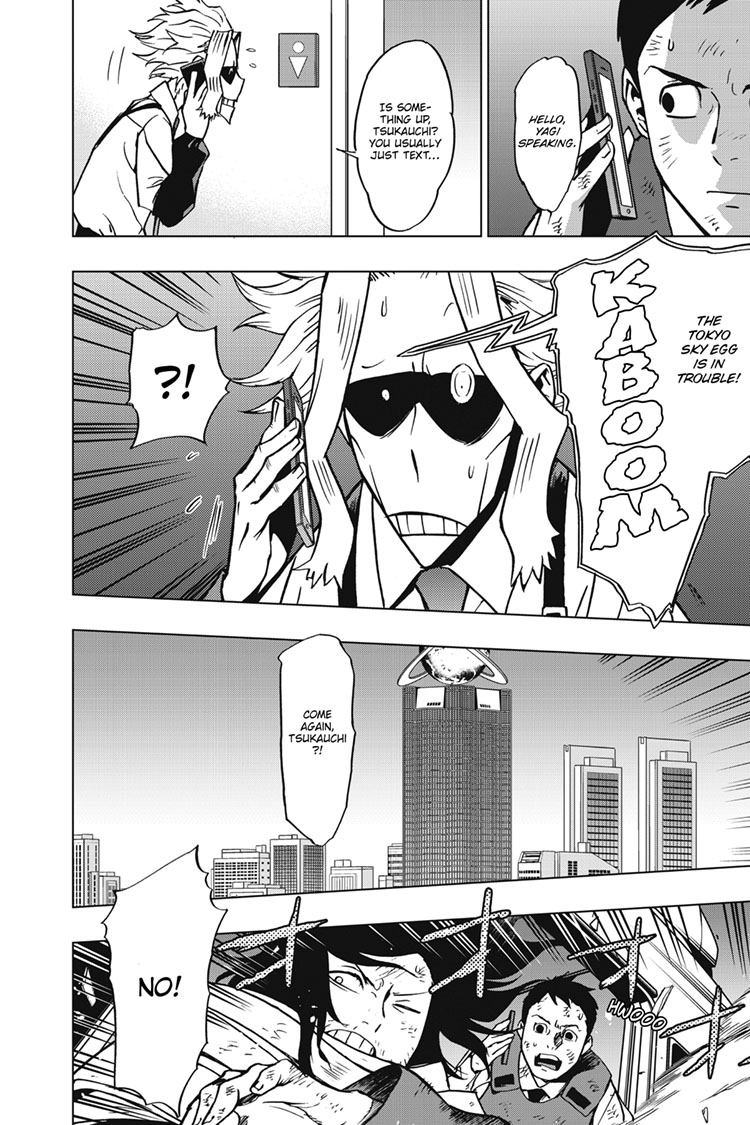 HELLO,
YAGI
SPEAKING.
IS SOME-
THING UP,
TSUKAUCHI?
YOU USUALLY
JUST TEXT...
THE
TOKYO
SKY EGG
IS IN
TROUBLE!
KABOOM
?!
COME
AGAIN,
TSUKAUCHI
?!
NO!
HWOOO